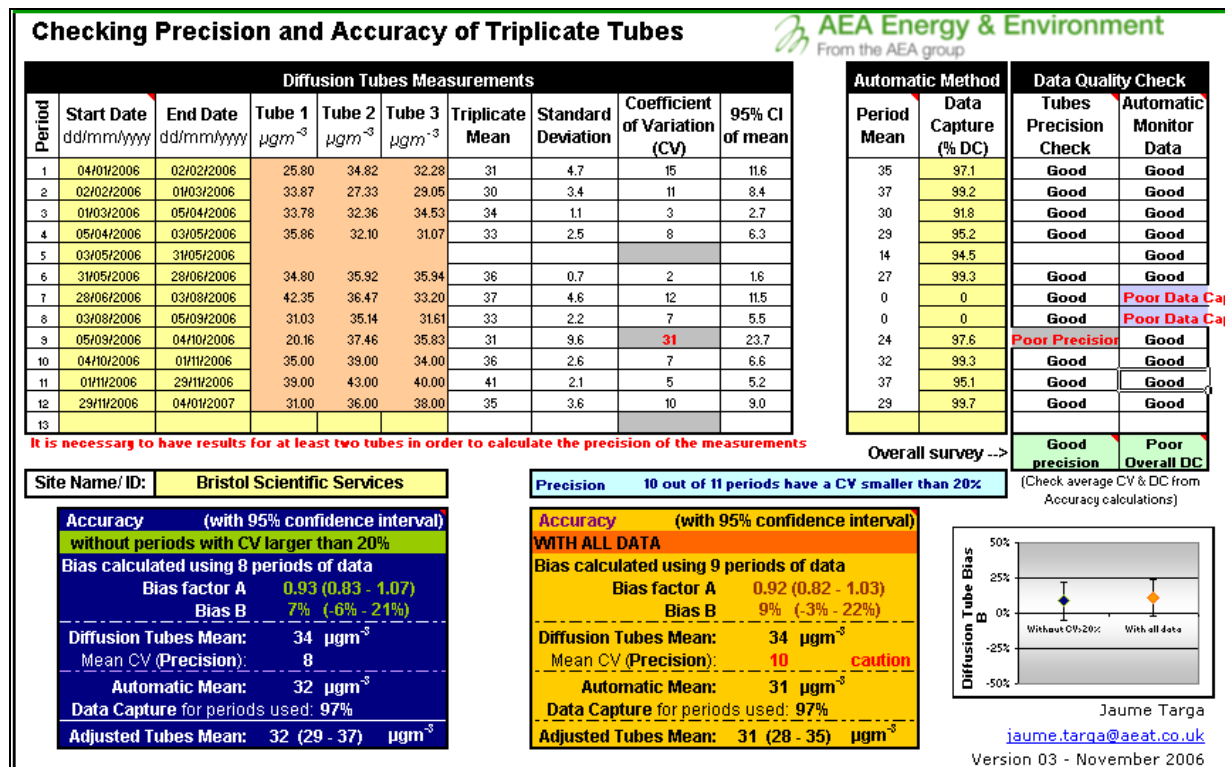 Checking Precision and Accuracy of Triplicate Tubes
AEA Energy & Environment
From the AEA group
Diffusion Tubes Measurements
Automatic Method
Data Quality Check
Period
Start Date dd/mm/yyyy
End Date dd/mm/yyyy
Tube 1 µgm⁻³
Tube 2 µgm⁻³
Tube 3 µgm⁻³
Triplicate Mean
Standard Deviation
Coefficient of Variation (CV)
95% CI of mean
Period Mean
Data Capture (% DC)
Tubes Precision Check
Automatic Monitor Data
1 04/01/2006 02/02/2006 25.80 34.82 32.28 31 4.7 15 11.6 35 97.1 Good Good
2 02/02/2006 01/03/2006 33.87 27.33 29.05 30 3.4 11 8.4 37 99.2 Good Good
3 01/03/2006 05/04/2006 33.78 32.36 34.53 34 1.1 3 2.7 30 91.8 Good Good
4 05/04/2006 03/05/2006 35.86 32.10 31.07 33 2.5 8 6.3 29 95.2 Good Good
5 03/05/2006 31/05/2006 14 94.5 Good
6 31/05/2006 28/06/2006 34.80 35.92 35.94 36 0.7 2 1.6 27 99.3 Good Good
7 28/06/2006 03/08/2006 42.35 36.47 33.20 37 4.6 12 11.5 0 0 Good Poor Data Cap
8 03/08/2006 05/09/2006 31.03 35.14 31.61 33 2.2 7 5.5 0 0 Good Poor Data Cap
9 05/09/2006 04/10/2006 20.16 37.46 35.83 31 9.6 31 23.7 24 97.6 Poor Precision Good
10 04/10/2006 01/11/2006 35.00 39.00 34.00 36 2.6 7 6.6 32 99.3 Good Good
11 01/11/2006 29/11/2006 39.00 43.00 40.00 41 2.1 5 5.2 37 95.1 Good Good
12 29/11/2006 04/01/2007 31.00 36.00 38.00 35 3.6 10 9.0 29 99.7 Good Good
13
It is necessary to have results for at least two tubes in order to calculate the precision of the measurements
Overall survey -->
Good precision
Poor Overall DC
(Check average CV & DC from Accuracy calculations)
Site Name/ ID: Bristol Scientific Services
Precision 10 out of 11 periods have a CV smaller than 20%
Accuracy (with 95% confidence interval)
without periods with CV larger than 20%
Bias calculated using 8 periods of data
Bias factor A 0.93 (0.83 - 1.07)
Bias B 7% (-6% - 21%)
Diffusion Tubes Mean: 34 µgm⁻³
Mean CV (Precision): 8
Automatic Mean: 32 µgm⁻³
Data Capture for periods used: 97%
Adjusted Tubes Mean: 32 (29 - 37) µgm⁻³
Accuracy (with 95% confidence interval)
WITH ALL DATA
Bias calculated using 9 periods of data
Bias factor A 0.92 (0.82 - 1.03)
Bias B 9% (-3% - 22%)
Diffusion Tubes Mean: 34 µgm⁻³
Mean CV (Precision): 10 caution
Automatic Mean: 31 µgm⁻³
Data Capture for periods used: 97%
Adjusted Tubes Mean: 31 (28 - 35) µgm⁻³
Diffusion Tube Bias B
50%
25%
0%
-25%
-50%
Without CV>20%
With all data
Jaume Targa
jaume.targa@aeat.co.uk
Version 03 - November 2006